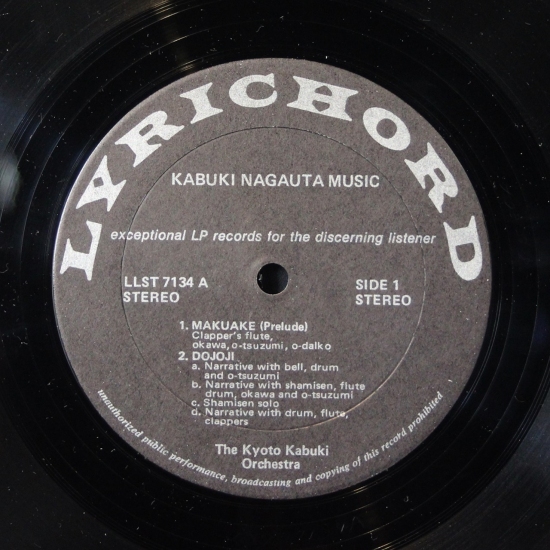 LYRICHORD
KABUKI NAGAUTA MUSIC
exceptional LP records for the discerning listener
LLST 7134 A
STEREO
SIDE 1
STEREO
1. MAKUAKE (Prelude)
Clapper's flute,
okawa, o-tsuzumi, o-daiko
2. DOJOJI
a. Narrative with bell, drum
and o-tsuzumi
b. Narrative with shamisen, flute
drum, okawa and o-tsuzumi
c. Shamisen solo
d. Narrative with drum, flute,
clappers
The Kyoto Kabuki
Orchestra
unauthorized public performance, broadcasting and copying of this record prohibited